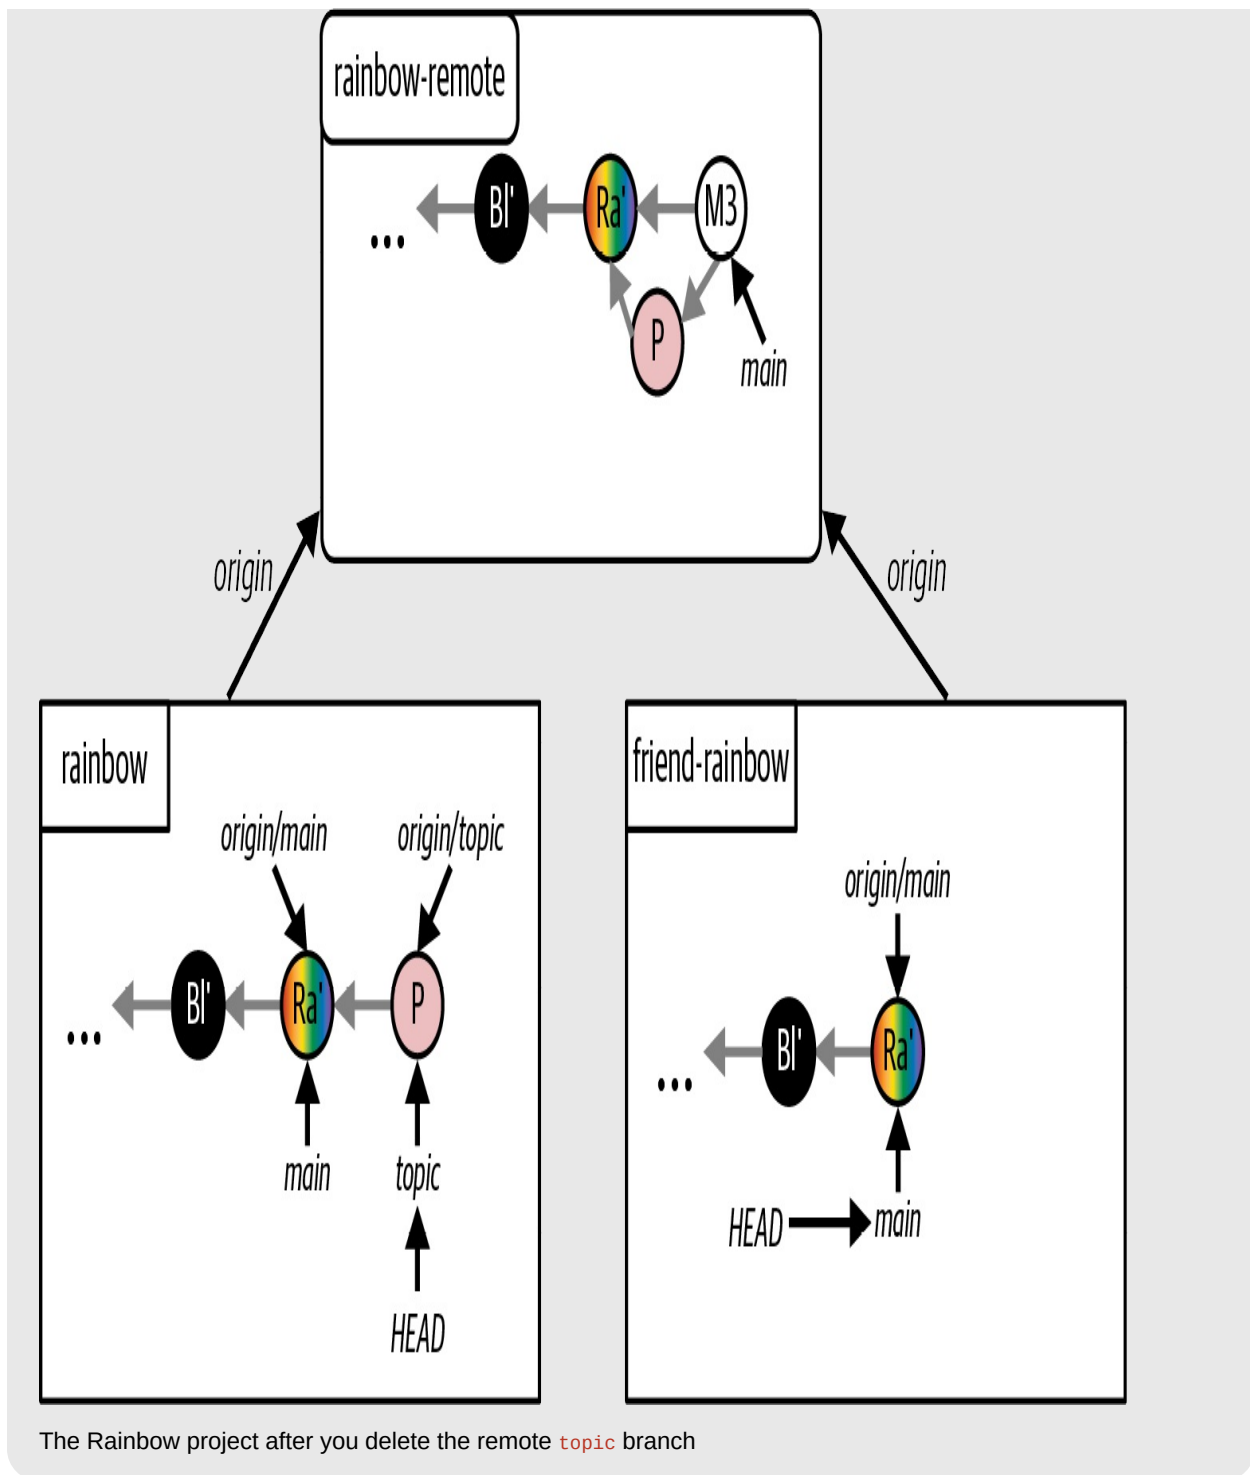 rainbow-remote
Bl' Ra' M3
...
P
main
origin origin
rainbow
origin/main origin/topic
Bl' Ra' P
...
main topic
HEAD
friend-rainbow
origin/main
Bl' Ra'
...
HEAD main
The Rainbow project after you delete the remote topic branch